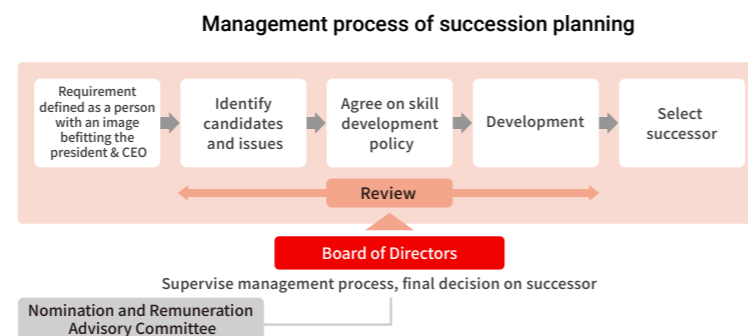 Management process of succession planning
Requirement
defined as a person
with an image
befitting the
president & CEO
Identify
candidates
and issues
Agree on skill
development
policy
Development
Select
successor
Review
Board of Directors
Supervise management process, final decision on successor
Nomination and Remuneration
Advisory Committee